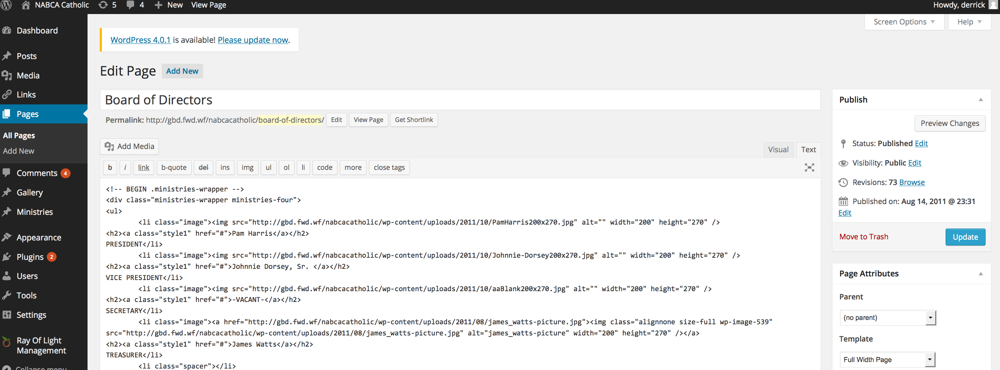 NABCA Catholic 5 4 New View Page Howdy, derrick
Screen Options Help
Dashboard
Posts
Media
Links
Pages
All Pages
Add New
Comments 4
Gallery
Ministries
Appearance
Plugins 2
Users
Tools
Settings
Ray Of Light
Management
Collapse menu
WordPress 4.0.1 is available! Please update now.
Edit Page Add New
Board of Directors
Permalink: http://gbd.fwd.wf/nabcacatholic/board-of-directors/ Edit View Page Get Shortlink
Add Media Visual Text
b i link b-quote del ins img ul ol li code more close tags
<!-- BEGIN .ministries-wrapper -->
<div class="ministries-wrapper ministries-four">
<ul>
<li class="image"><img src="http://gbd.fwd.wf/nabcacatholic/wp-content/uploads/2011/10/PamHarris200x270.jpg" alt="" width="200" height="270" />
<h2><a class="style1" href="#">Pam Harris</a></h2>
PRESIDENT</li>
<li class="image"><img src="http://gbd.fwd.wf/nabcacatholic/wp-content/uploads/2011/10/Johnnie-Dorsey200x270.jpg" alt="" width="200" height="270" />
<h2><a class="style1" href="#">Johnnie Dorsey, Sr. </a></h2>
VICE PRESIDENT</li>
<li class="image"><img src="http://gbd.fwd.wf/nabcacatholic/wp-content/uploads/2011/10/aaBlank200x270.jpg" alt="" width="200" height="270" />
<h2><a class="style1" href="#">-VACANT-</a></h2>
SECRETARY</li>
<li class="image"><a href="http://gbd.fwd.wf/nabcacatholic/wp-content/uploads/2011/08/james_watts-picture.jpg"><img class="alignnone size-full wp-image-539"
src="http://gbd.fwd.wf/nabcacatholic/wp-content/uploads/2011/08/james_watts-picture.jpg" alt="james_watts-picture" width="200" height="270" /></a>
<h2><a class="style1" href="#">James Watts</a></h2>
TREASURER</li>
<li class="spacer"></li>
Publish
Preview Changes
Status: Published Edit
Visibility: Public Edit
Revisions: 73 Browse
Published on: Aug 14, 2011 @ 23:31
Edit
Move to Trash Update
Page Attributes
Parent
(no parent)
Template
Full Width Page